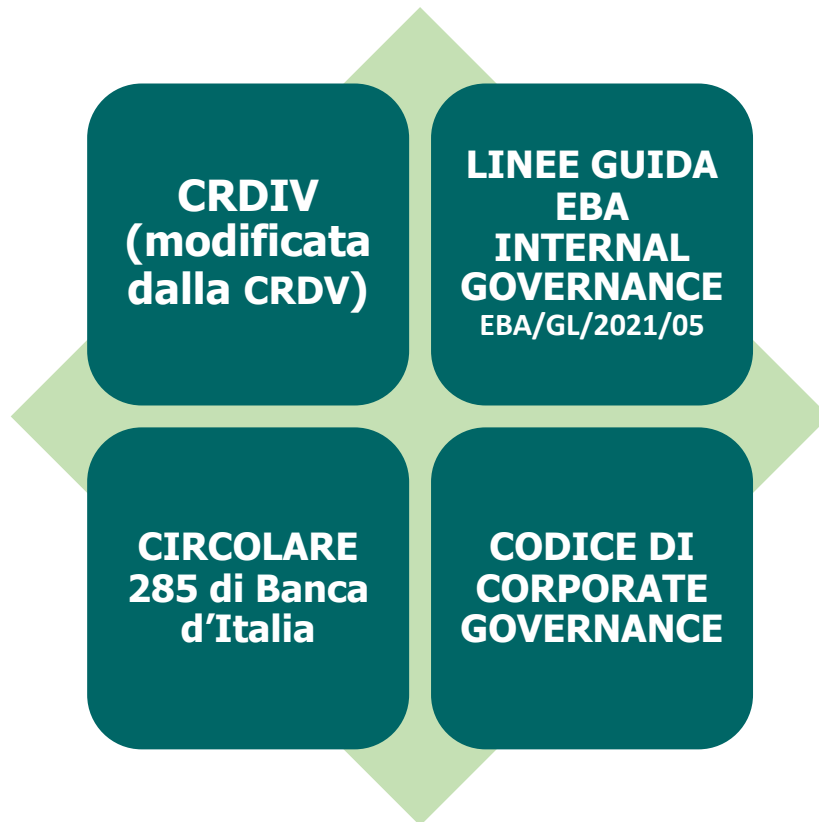 CRDIV
(modificata
dalla CRDV)
LINEE GUIDA
EBA
INTERNAL
GOVERNANCE
EBA/GL/2021/05
CIRCOLARE
285 di Banca
d’Italia
CODICE DI
CORPORATE
GOVERNANCE